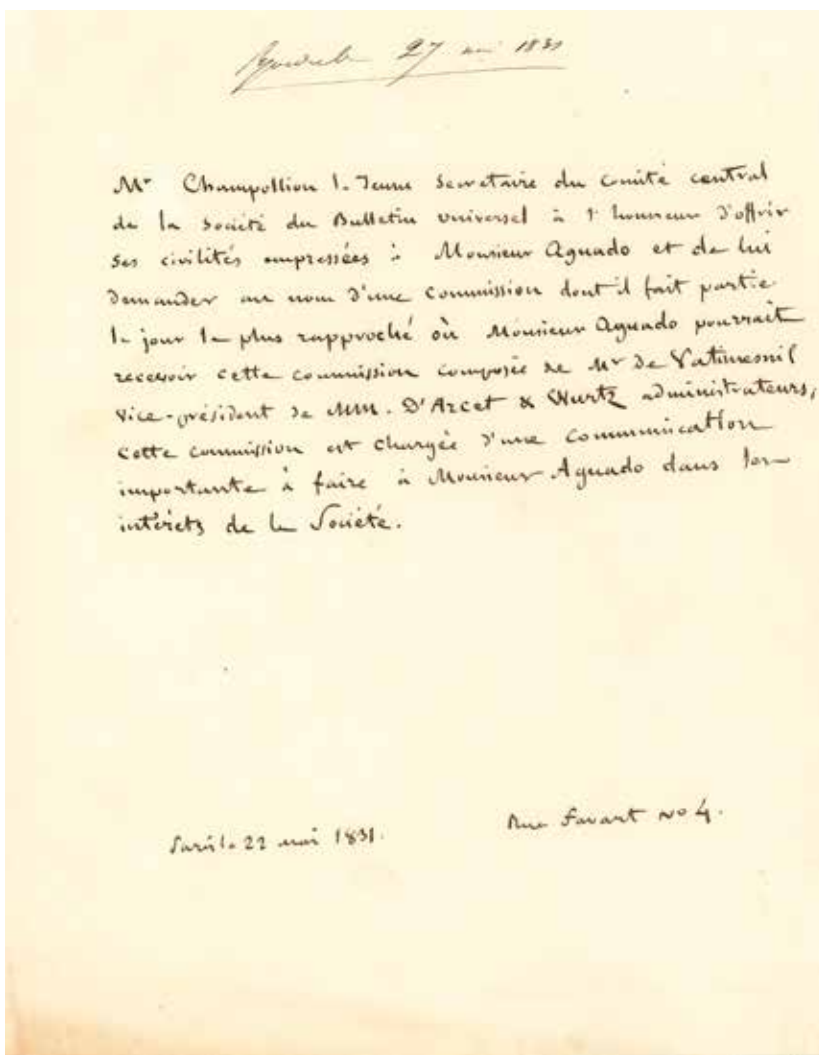 27 mai 1831
Mr Champollion le Jeune Secretaire du comité central
de la société du Bulletin universel à l'honneur d'offrir
ses civilités empressées à Monsieur Aguado et de lui
demander au nom d'une commission dont il fait partie
le jour le plus rapproché où Monsieur Aguado pourrait
recevoir cette commission composée de Mr de Vatimesnil
vice-président de MM. D'Arcet & Wurtz administrateurs,
cette commission est chargée d'une communication
importante à faire à Monsieur Aguado dans les
intérets de la Société.
Paris le 22 mai 1831.
Rue Favart no 4.